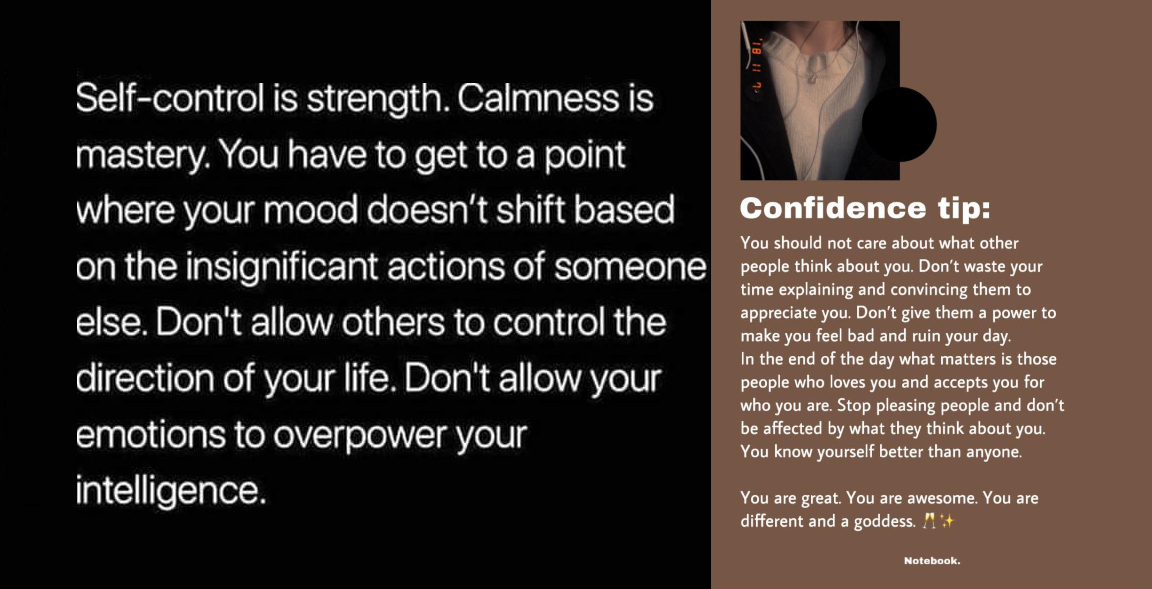 Self-control is strength. Calmness is
mastery. You have to get to a point
where your mood doesn't shift based
on the insignificant actions of someone
else. Don't allow others to control the
direction of your life. Don't allow your
emotions to overpower your
intelligence.
Confidence tip:
You should not care about what other
people think about you. Don't waste your
time explaining and convincing them to
appreciate you. Don't give them a power to
make you feel bad and ruin your day.
In the end of the day what matters is those
people who loves you and accepts you for
who you are. Stop pleasing people and don't
be affected by what they think about you.
You know yourself better than anyone.
You are great. You are awesome. You are
different and a goddess. 🥂✨
Notebook.